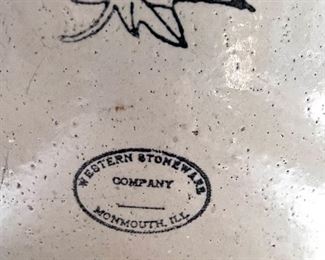 WESTERN STONEWARE
COMPANY
MONMOUTH, ILL.